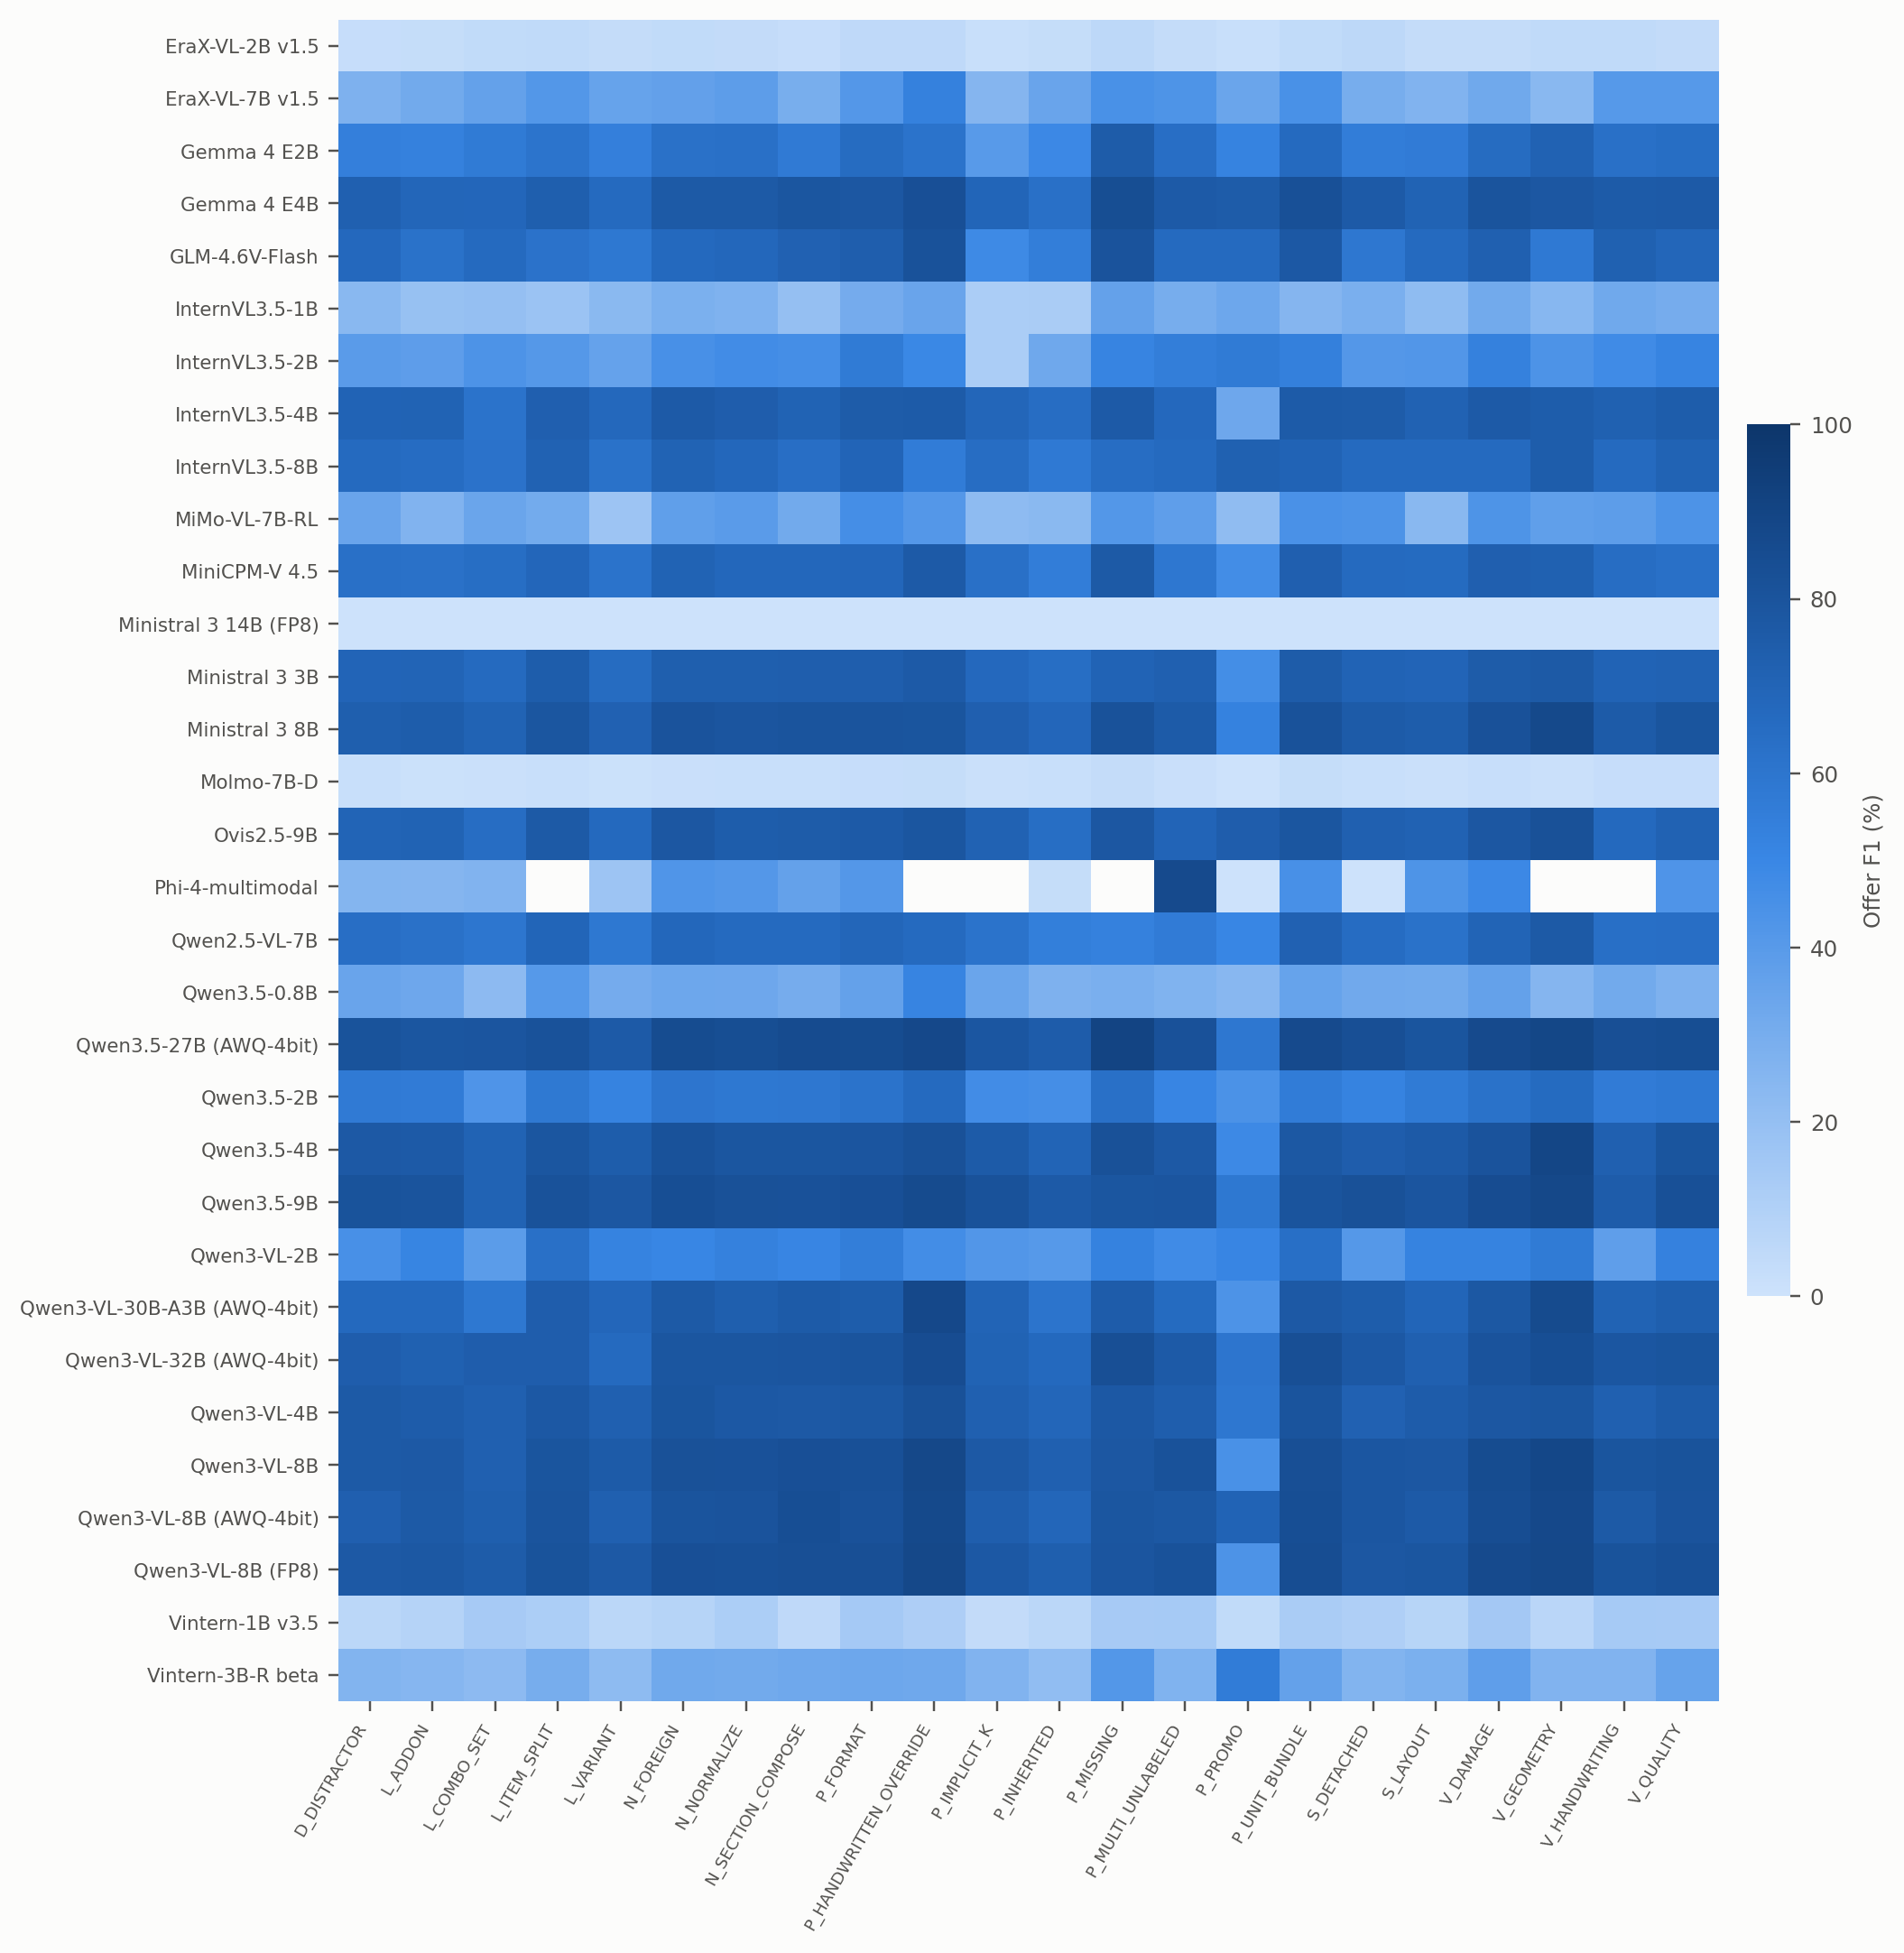 EraX-VL-2B v1.5
EraX-VL-7B v1.5
Gemma 4 E2B
Gemma 4 E4B
GLM-4.6V-Flash
InternVL3.5-1B
InternVL3.5-2B
InternVL3.5-4B
InternVL3.5-8B
MiMo-VL-7B-RL
MiniCPM-V 4.5
Ministral 3 14B (FP8)
Ministral 3 3B
Ministral 3 8B
Molmo-7B-D
Ovis2.5-9B
Phi-4-multimodal
Qwen2.5-VL-7B
Qwen3.5-0.8B
Qwen3.5-27B (AWQ-4bit)
Qwen3.5-2B
Qwen3.5-4B
Qwen3.5-9B
Qwen3-VL-2B
Qwen3-VL-30B-A3B (AWQ-4bit)
Qwen3-VL-32B (AWQ-4bit)
Qwen3-VL-4B
Qwen3-VL-8B
Qwen3-VL-8B (AWQ-4bit)
Qwen3-VL-8B (FP8)
Vintern-1B v3.5
Vintern-3B-R beta
D_DISTRACTOR
L_ADDON
L_COMBO_SET
L_ITEM_SPLIT
L_VARIANT
N_FOREIGN
N_NORMALIZE
N_SECTION_COMPOSE
P_FORMAT
P_HANDWRITTEN_OVERRIDE
P_IMPLICIT_K
P_INHERITED
P_MISSING
P_MULTI_UNLABELED
P_PROMO
P_UNIT_BUNDLE
S_DETACHED
S_LAYOUT
V_DAMAGE
V_GEOMETRY
V_HANDWRITING
V_QUALITY
100
80
60
40
20
0
Offer F1 (%)